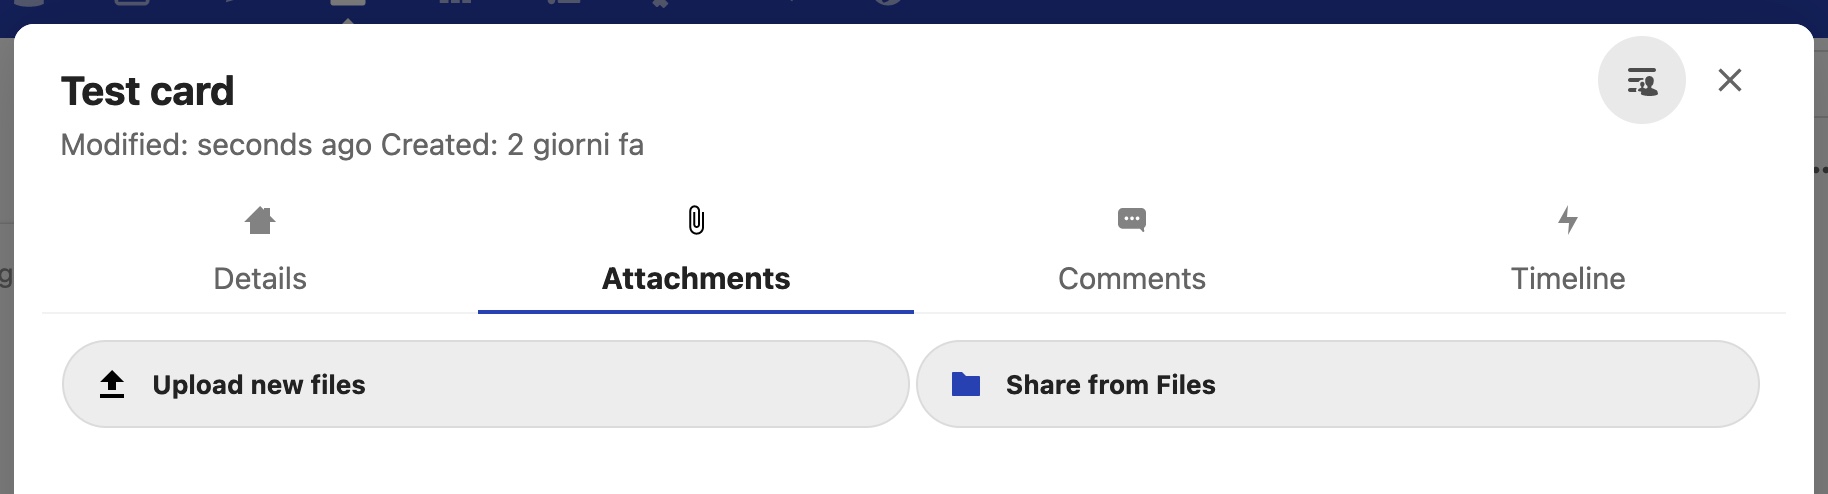 Test card
Modified: seconds ago Created: 2 giorni fa
Details
Attachments
Comments
Timeline
Upload new files
Share from Files